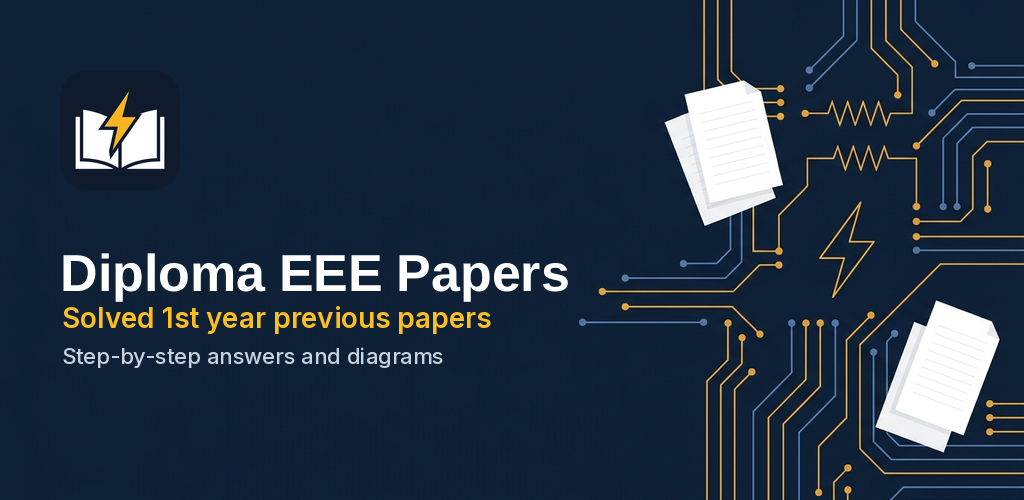 Diploma EEE Papers
Solved 1st year previous papers
Step-by-step answers and diagrams